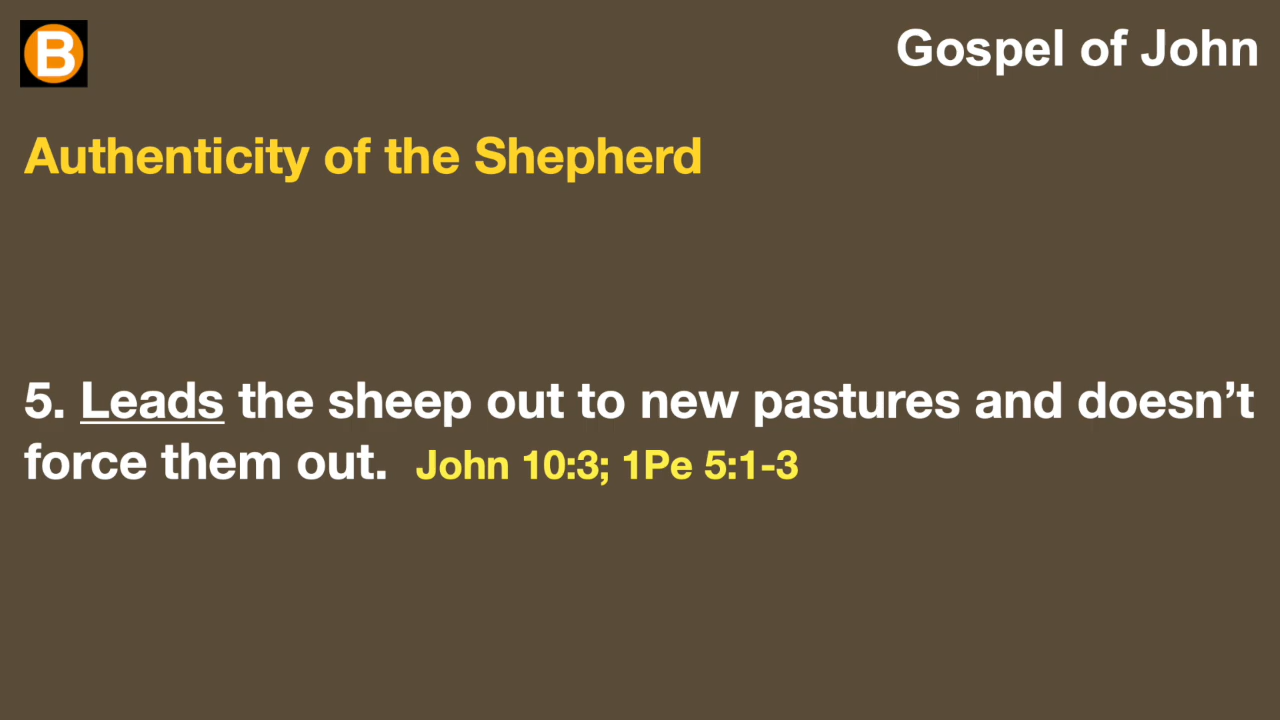 B
Gospel of John
Authenticity of the Shepherd
5. Leads the sheep out to new pastures and doesn’t
force them out. John 10:3; 1Pe 5:1-3